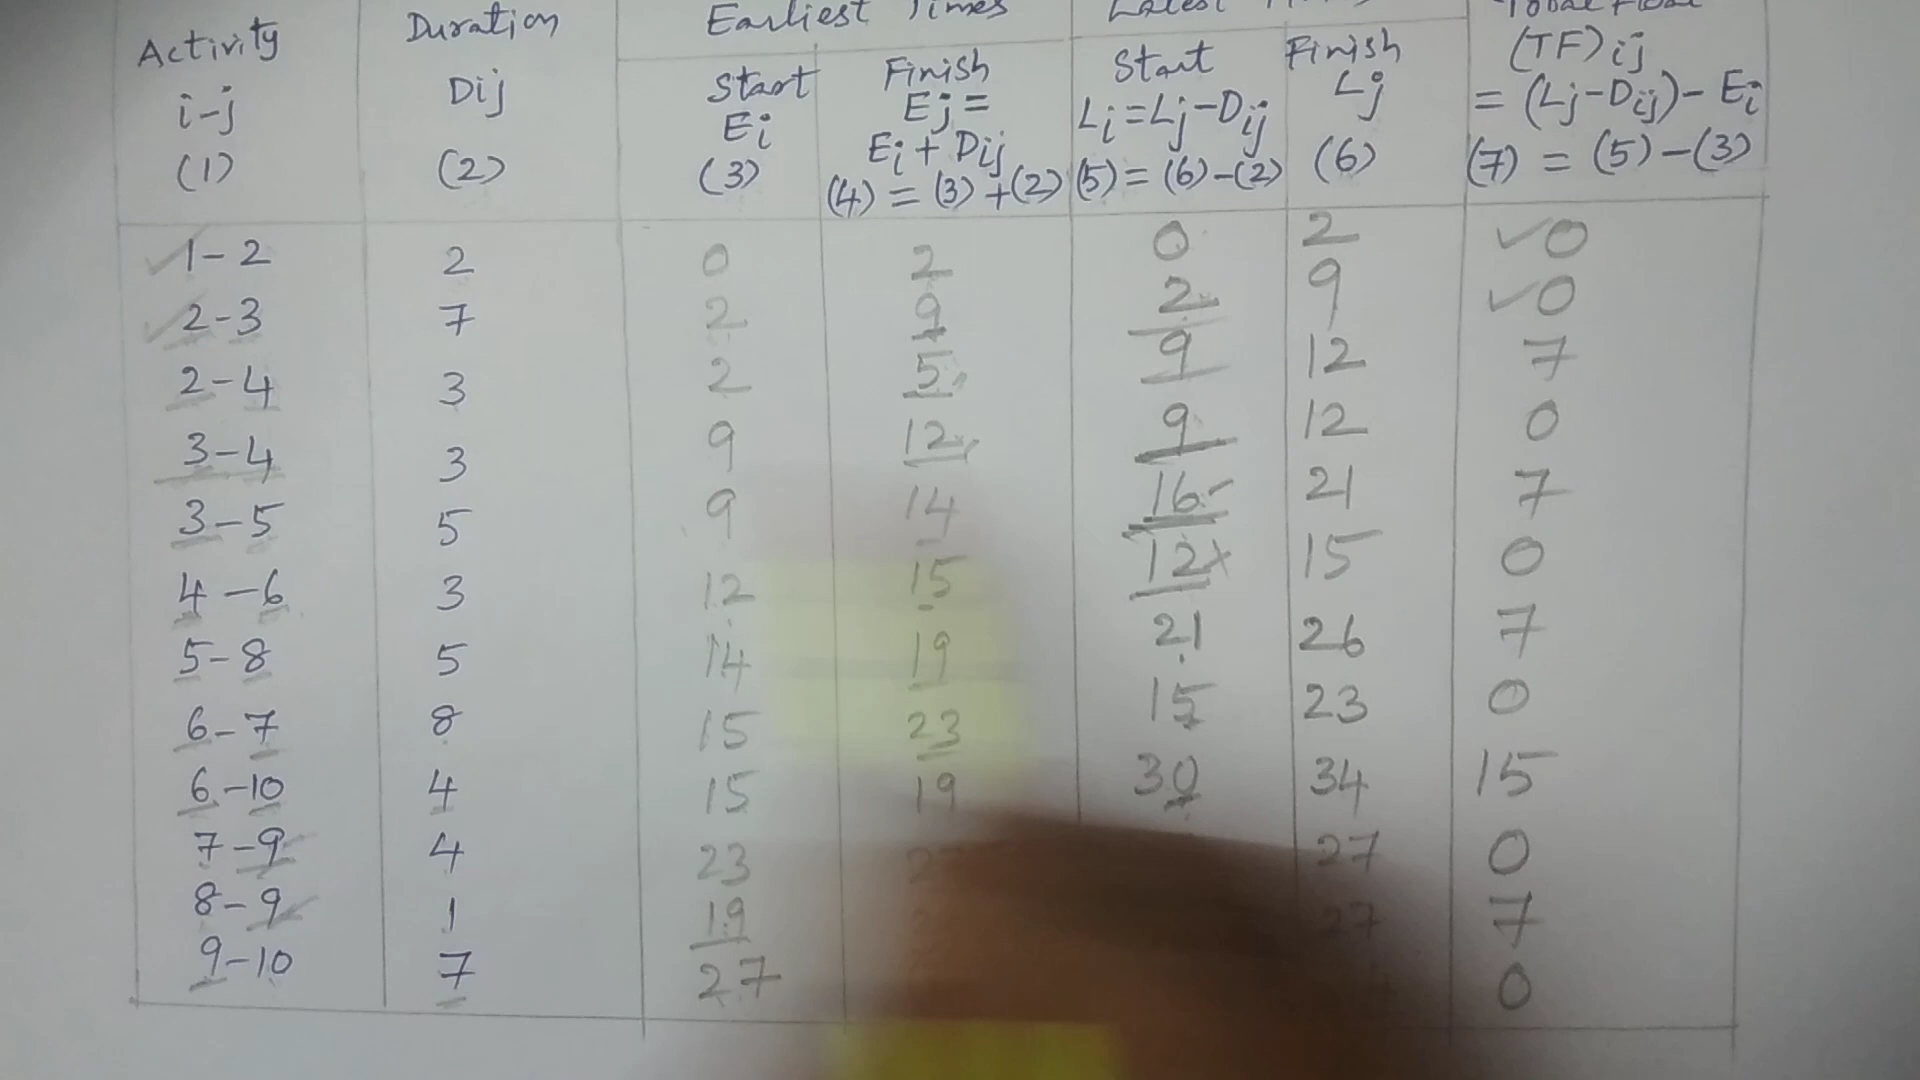 Activity Duration Earliest Times Latest
i-j Dij Start Finish Start Finish (TF)ij
Ei Ej = Li=Lj-Dij Lj = (Lj-Dij)-Ei
Ei + Dij
(1) (2) (3) (4) = (3)+(2) (5) = (6)-(2) (6) (7) = (5)-(3)
1-2 2 0 2 0 2 0
2-3 7 2 9 2 9 0
2-4 3 2 5 9 12 7
3-4 3 9 12 9 12 0
3-5 5 9 14 16 21 7
4-6 3 12 15 12 15 0
5-8 5 14 19 21 26 7
6-7 8 15 23 15 23 0
6-10 4 15 19 30 34 15
7-9 4 23 27 0
8-9 1 19 27 7
9-10 7 27 0